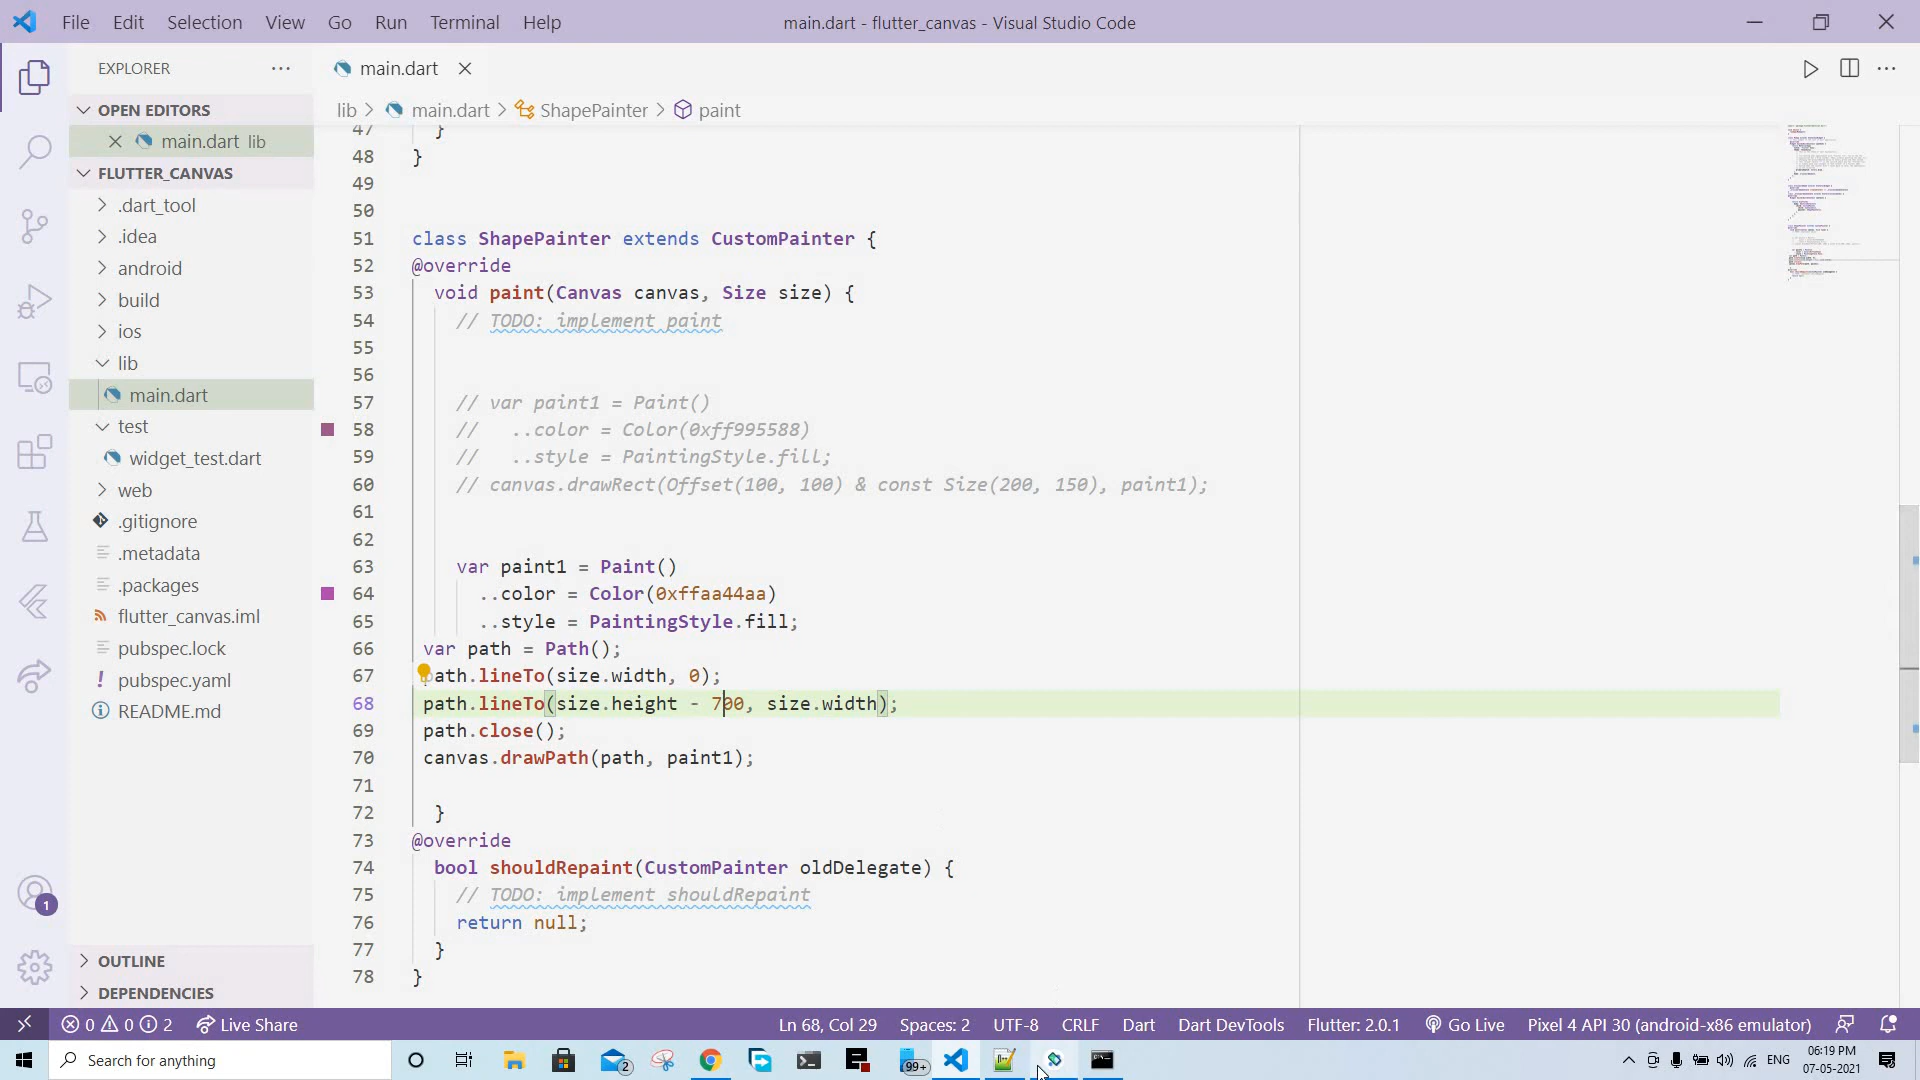 File Edit Selection View Go Run Terminal Help
main.dart - flutter_canvas - Visual Studio Code
EXPLORER
main.dart
OPEN EDITORS
main.dart lib
FLUTTER_CANVAS
.dart_tool
.idea
android
build
ios
lib
main.dart
test
widget_test.dart
web
.gitignore
.metadata
.packages
flutter_canvas.iml
pubspec.lock
pubspec.yaml
README.md
OUTLINE
DEPENDENCIES
1
lib > main.dart > ShapePainter > paint
47 }
48 }
49
50
51 class ShapePainter extends CustomPainter {
52 @override
53 void paint(Canvas canvas, Size size) {
54 // TODO: implement paint
55
56
57 // var paint1 = Paint()
58 // ..color = Color(0xff995588)
59 // ..style = PaintingStyle.fill;
60 // canvas.drawRect(Offset(100, 100) & const Size(200, 150), paint1);
61
62
63 var paint1 = Paint()
64 ..color = Color(0xffaa44aa)
65 ..style = PaintingStyle.fill;
66 var path = Path();
67 path.lineTo(size.width, 0);
68 path.lineTo(size.height - 700, size.width);
69 path.close();
70 canvas.drawPath(path, paint1);
71
72 }
73 @override
74 bool shouldRepaint(CustomPainter oldDelegate) {
75 // TODO: implement shouldRepaint
76 return null;
77 }
78 }
0 0 2 Live Share Ln 68, Col 29 Spaces: 2 UTF-8 CRLF Dart Dart DevTools Flutter: 2.0.1 Go Live Pixel 4 API 30 (android-x86 emulator)
Search for anything
2
99+
ENG
06:19 PM
07-05-2021